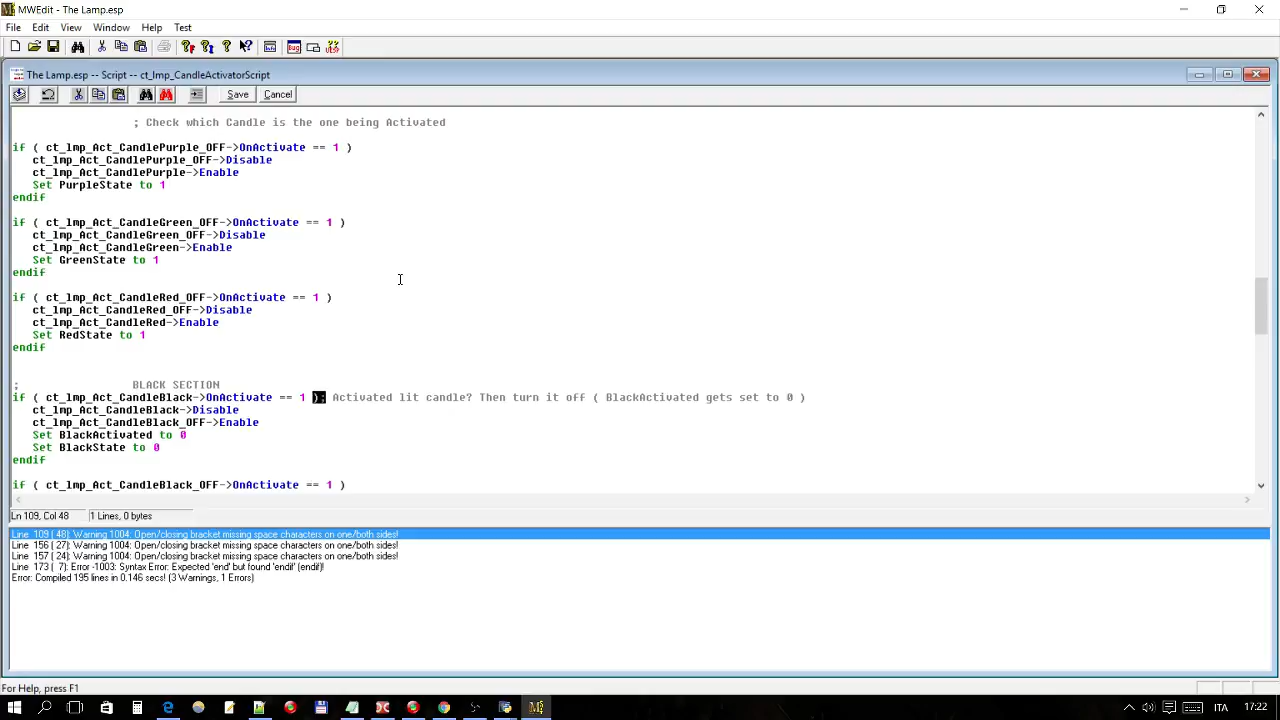 MWEdit - The Lamp.esp
File Edit View Window Help Test
The Lamp.esp -- Script -- ct_lmp_CandleActivatorScript
Save Cancel
; Check which Candle is the one being Activated
if ( ct_lmp_Act_CandlePurple_OFF->OnActivate == 1 )
ct_lmp_Act_CandlePurple_OFF->Disable
ct_lmp_Act_CandlePurple->Enable
Set PurpleState to 1
endif
if ( ct_lmp_Act_CandleGreen_OFF->OnActivate == 1 )
ct_lmp_Act_CandleGreen_OFF->Disable
ct_lmp_Act_CandleGreen->Enable
Set GreenState to 1
endif
if ( ct_lmp_Act_CandleRed_OFF->OnActivate == 1 )
ct_lmp_Act_CandleRed_OFF->Disable
ct_lmp_Act_CandleRed->Enable
Set RedState to 1
endif
; BLACK SECTION
if ( ct_lmp_Act_CandleBlack->OnActivate == 1 ); Activated lit candle? Then turn it off ( BlackActivated gets set to 0 )
ct_lmp_Act_CandleBlack->Disable
ct_lmp_Act_CandleBlack_OFF->Enable
Set BlackActivated to 0
Set BlackState to 0
endif
if ( ct_lmp_Act_CandleBlack_OFF->OnActivate == 1 )
Ln 109, Col 48 1 Lines, 0 bytes
Line 109 ( 48): Warning 1004: Open/closing bracket missing space characters on one/both sides!
Line 156 ( 27): Warning 1004: Open/closing bracket missing space characters on one/both sides!
Line 157 ( 24): Warning 1004: Open/closing bracket missing space characters on one/both sides!
Line 173 ( 7): Error -1003: Syntax Error: Expected 'end' but found 'endif' (endif)!
Error: Compiled 195 lines in 0.146 secs! (3 Warnings, 1 Errors)
For Help, press F1
ITA 17:22